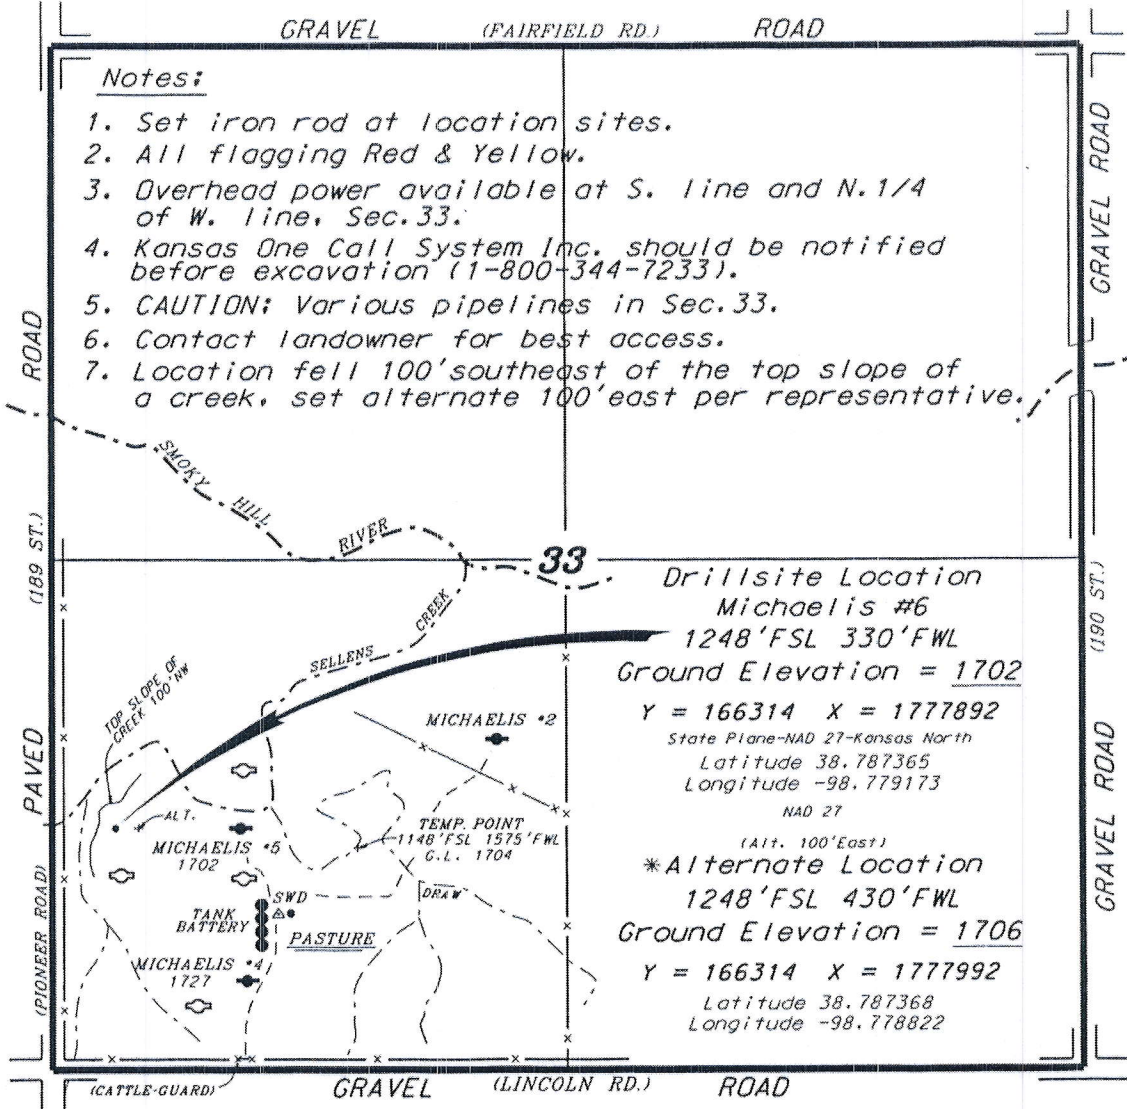 GRAVEL (FAIRFIELD RD.) ROAD
Notes:
1. Set iron rod at location sites.
2. All flagging Red & Yellow.
3. Overhead power available at S. line and N.1/4
of W. line, Sec.33.
4. Kansas One Call System Inc. should be notified
before excavation (1-800-344-7233).
5. CAUTION: Various pipelines in Sec.33.
6. Contact landowner for best access.
7. Location fell 100'southeast of the top slope of
a creek, set alternate 100'east per representative.
GRAVEL ROAD
ROAD
(189 ST.)
PAVED
(PIONEER ROAD)
SMOKY HILL RIVER
33
SELLENS CREEK
(190 ST.)
GRAVEL ROAD
Drillsite Location
Michaelis #6
1248'FSL 330'FWL
Ground Elevation = 1702
Y = 166314 X = 1777892
State Plane-NAD 27-Kansas North
Latitude 38.787365
Longitude -98.779173
NAD 27
(Alt. 100'East)
*Alternate Location
1248'FSL 430'FWL
Ground Elevation = 1706
Y = 166314 X = 1777992
Latitude 38.787368
Longitude -98.778822
TOP SLOPE OF
CREEK 100'NW
MICHAELIS #2
ALT.
MICHAELIS #5
1702
TEMP. POINT
1148'FSL 1575'FWL
G.L. 1704
DRAW
SWD
TANK
BATTERY
PASTURE
MICHAELIS #4
1727
(CATTLE-GUARD)
GRAVEL (LINCOLN RD.) ROAD